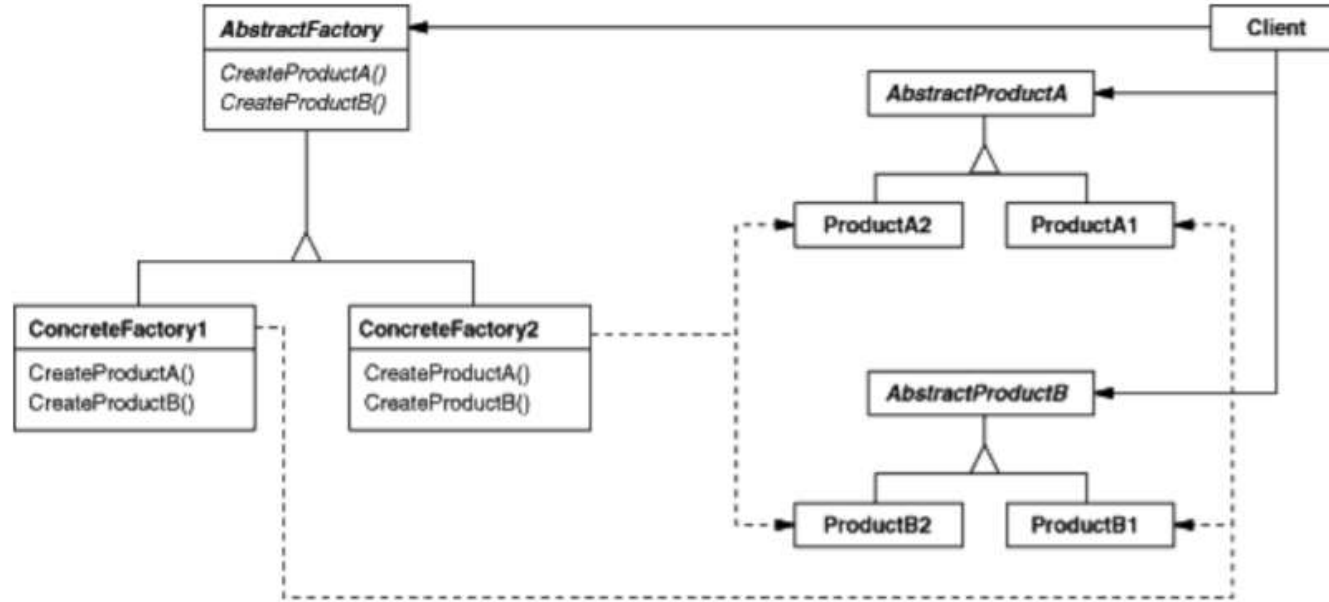 AbstractFactory
CreateProductA()
CreateProductB()
Client
AbstractProductA
ProductA2
ProductA1
ConcreteFactory1
CreateProductA()
CreateProductB()
ConcreteFactory2
CreateProductA()
CreateProductB()
AbstractProductB
ProductB2
ProductB1